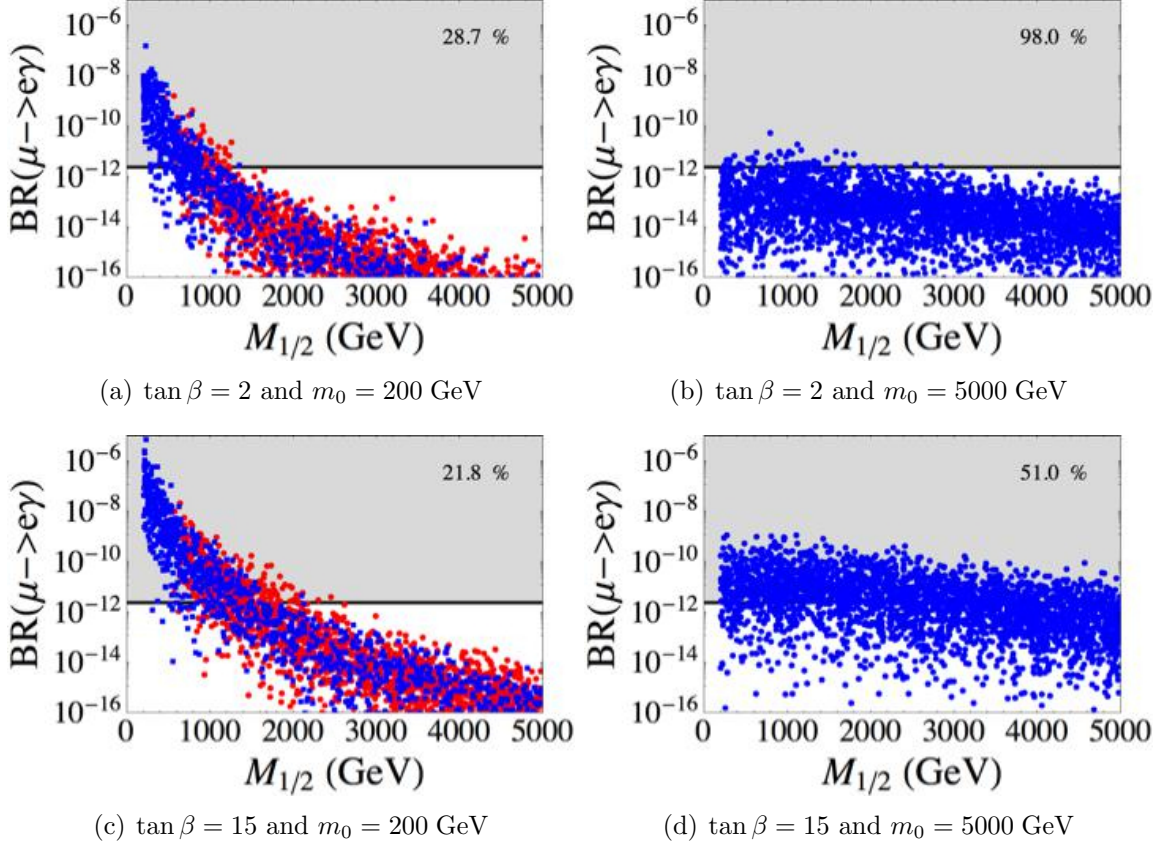 28.7 %
BR(μ−>eγ)
10⁻⁶
10⁻⁸
10⁻¹⁰
10⁻¹²
10⁻¹⁴
10⁻¹⁶
0 1000 2000 3000 4000 5000
M₁/₂ (GeV)
(a) tan β = 2 and m₀ = 200 GeV
98.0 %
BR(μ−>eγ)
10⁻⁶
10⁻⁸
10⁻¹⁰
10⁻¹²
10⁻¹⁴
10⁻¹⁶
0 1000 2000 3000 4000 5000
M₁/₂ (GeV)
(b) tan β = 2 and m₀ = 5000 GeV
21.8 %
BR(μ−>eγ)
10⁻⁶
10⁻⁸
10⁻¹⁰
10⁻¹²
10⁻¹⁴
10⁻¹⁶
0 1000 2000 3000 4000 5000
M₁/₂ (GeV)
(c) tan β = 15 and m₀ = 200 GeV
51.0 %
BR(μ−>eγ)
10⁻⁶
10⁻⁸
10⁻¹⁰
10⁻¹²
10⁻¹⁴
10⁻¹⁶
0 1000 2000 3000 4000 5000
M₁/₂ (GeV)
(d) tan β = 15 and m₀ = 5000 GeV